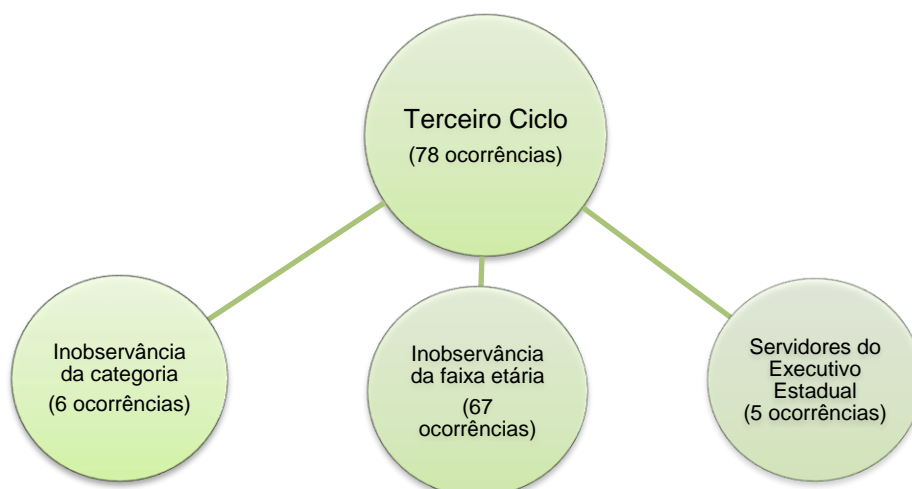 Terceiro Ciclo
(78 ocorrências)
Inobservância
da categoria
(6 ocorrências)
Inobservância
da faixa etária
(67
ocorrências)
Servidores do
Executivo
Estadual
(5 ocorrências)